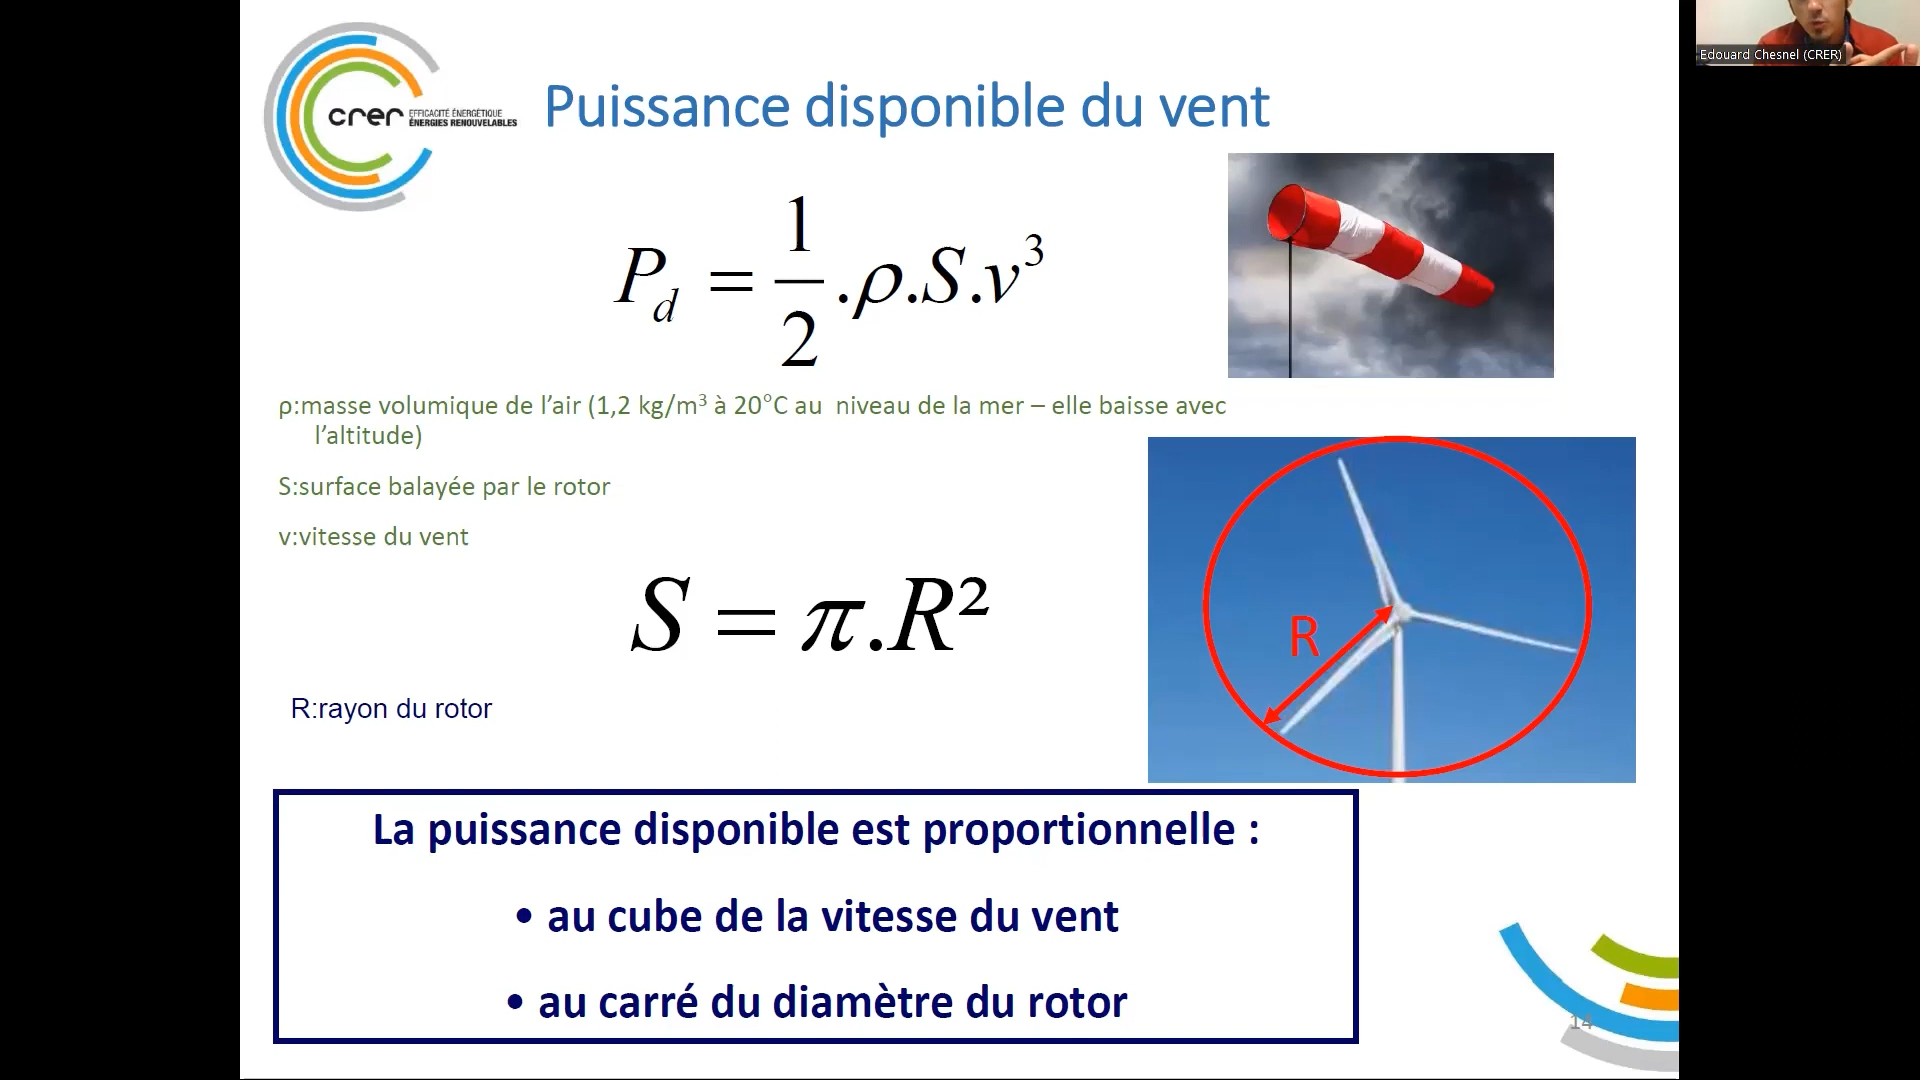 Edouard Chesnel (CRER)
crer EFFICACITÉ ÉNERGÉTIQUE
ÉNERGIES RENOUVELABLES
Puissance disponible du vent
P_d = 1/2 .ρ.S.v³
ρ:masse volumique de l’air (1,2 kg/m³ à 20°C au niveau de la mer – elle baisse avec
l’altitude)
S:surface balayée par le rotor
v:vitesse du vent
S = π.R²
R
R:rayon du rotor
La puissance disponible est proportionnelle :
• au cube de la vitesse du vent
• au carré du diamètre du rotor
14